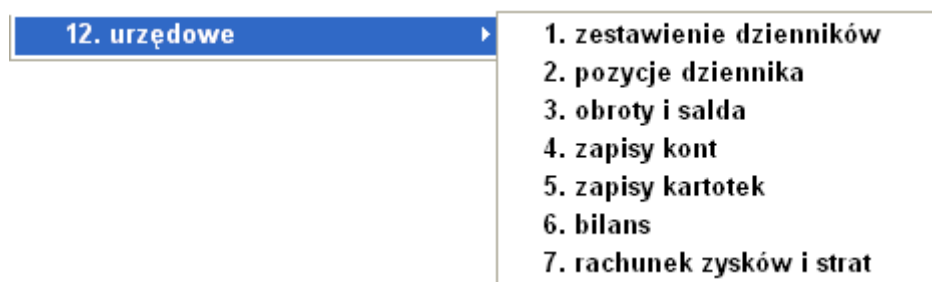 12. urzędowe
1. zestawienie dzienników
2. pozycje dziennika
3. obroty i salda
4. zapisy kont
5. zapisy kartotek
6. bilans
7. rachunek zysków i strat